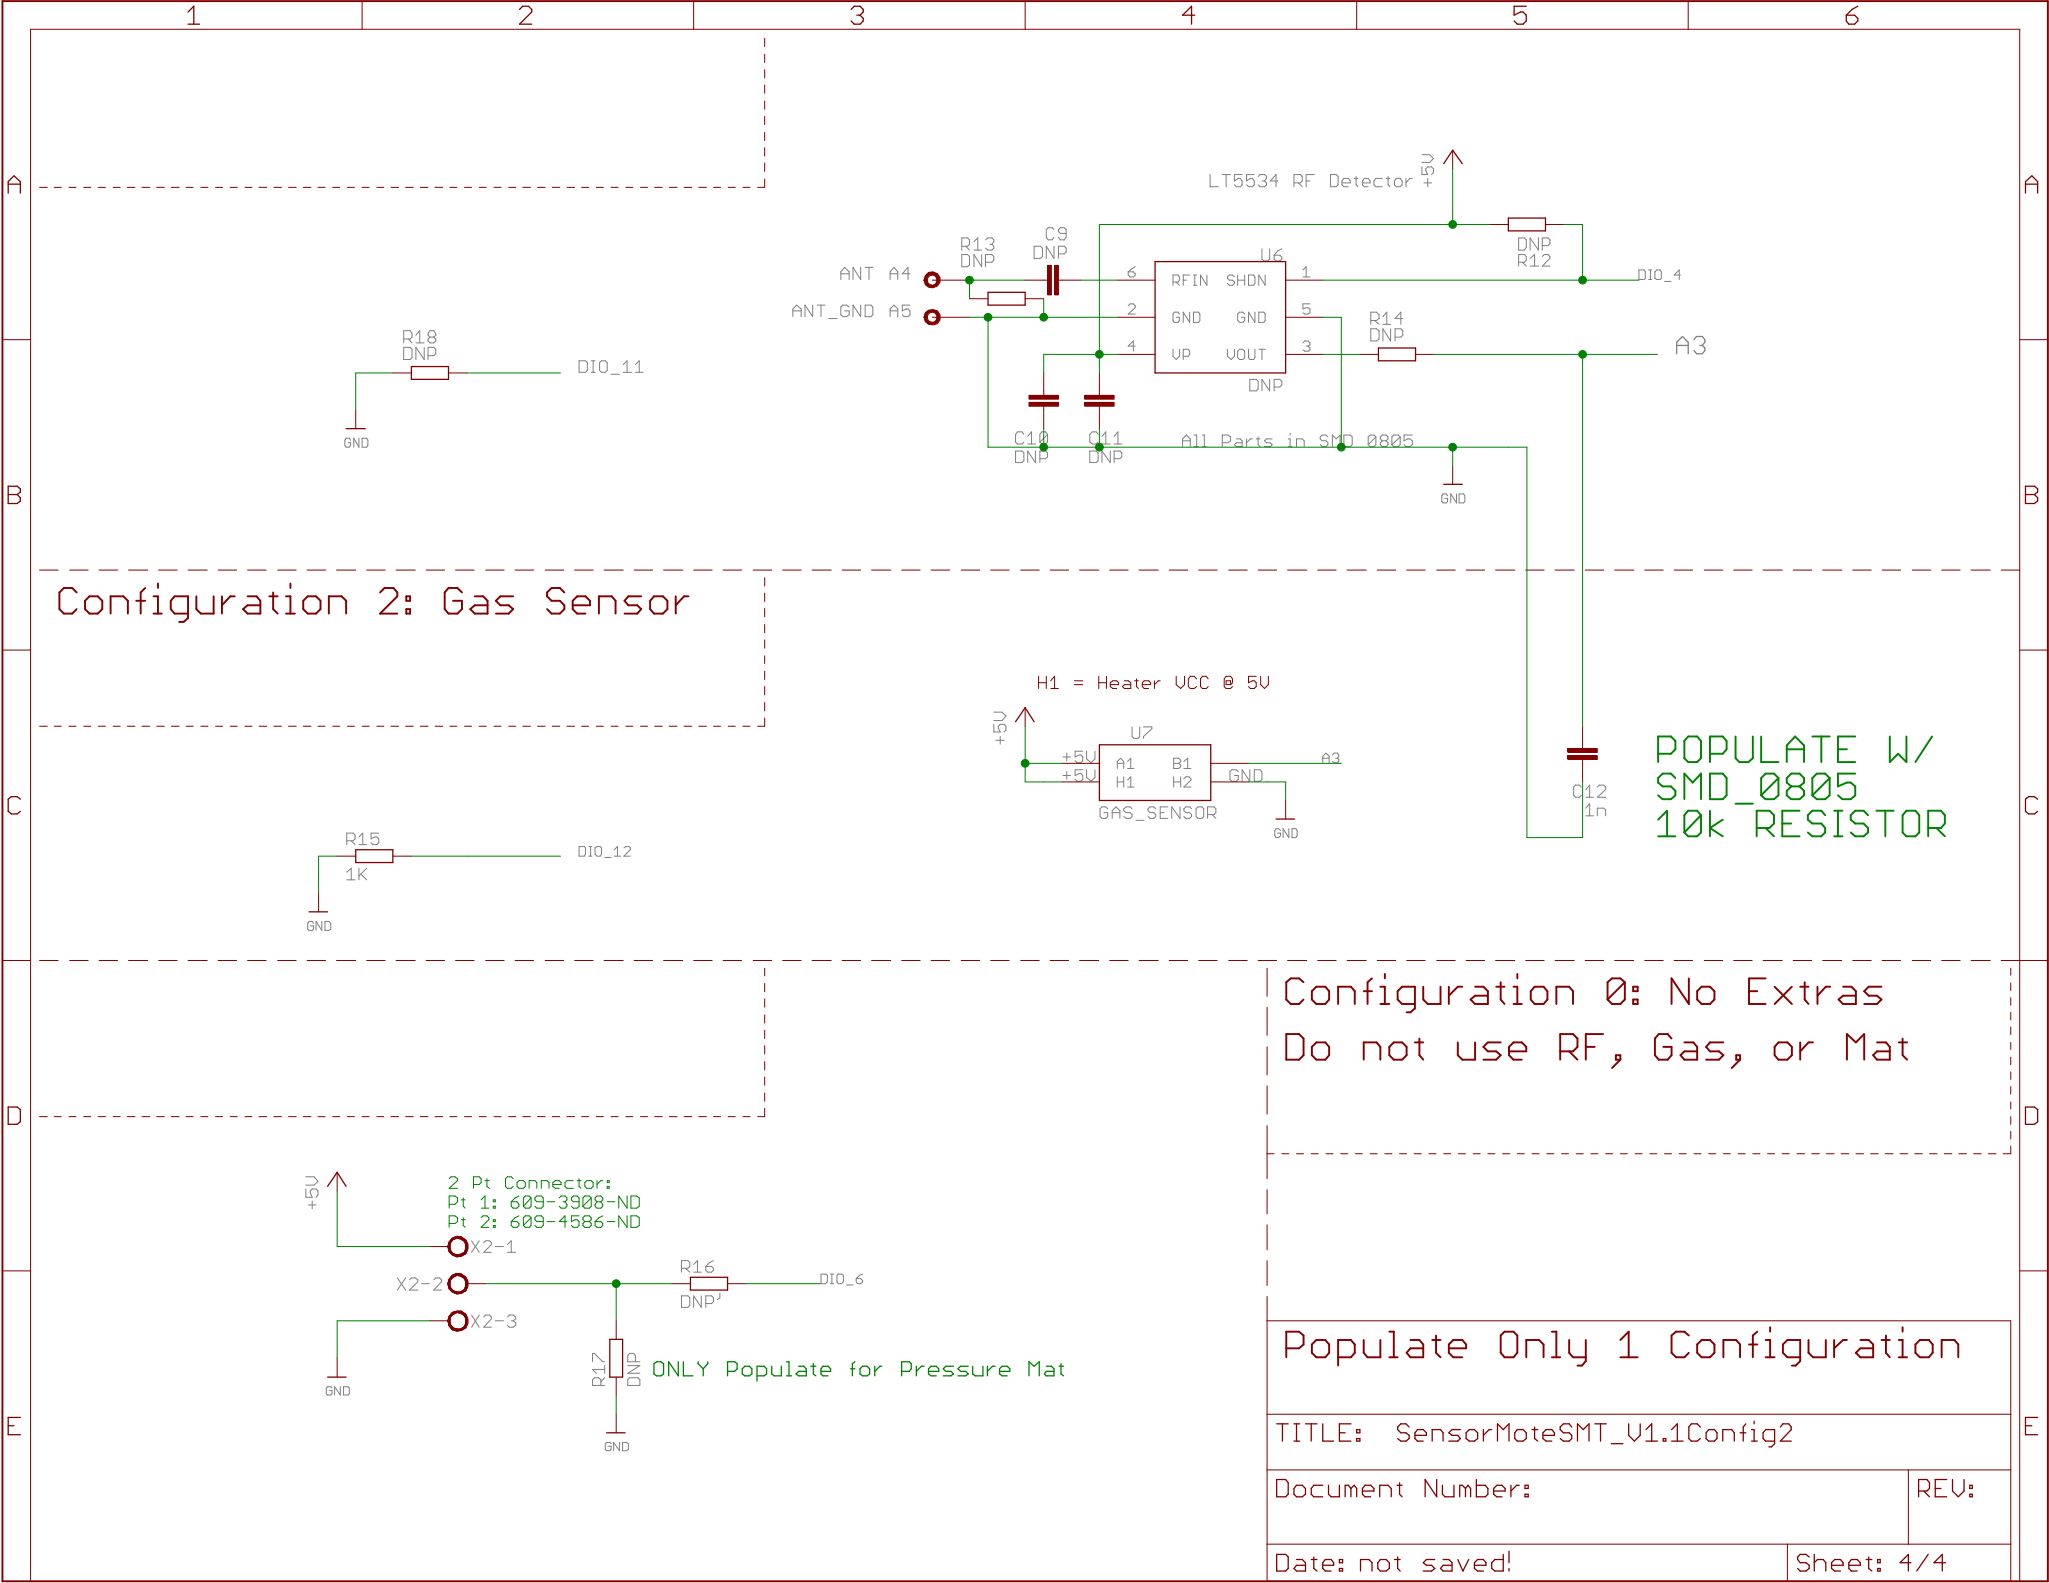 1 2 3 4 5 6
A A
LT5534 RF Detector
+5V
R13
DNP
C9
DNP
DNP
R12
ANT A4
ANT_GND A5
U6
6 RFIN SHDN 1
2 GND GND 5
4 VP VOUT 3
DNP
DIO_4
R14
DNP
A3
R18
DNP
DIO_11
GND
C10
DNP
C11
DNP
All Parts in SMD 0805
GND
B B
Configuration 2: Gas Sensor
H1 = Heater VCC @ 5V
+5V
U7
+5V A1 B1 A3
+5V H1 H2 GND
GAS_SENSOR
GND
C12
1n
POPULATE W/
SMD_0805
10k RESISTOR
C C
R15
1K
DIO_12
GND
Configuration 0: No Extras
Do not use RF, Gas, or Mat
D D
+5V
2 Pt Connector:
Pt 1: 609-3908-ND
Pt 2: 609-4586-ND
X2-1
X2-2
X2-3
R16
DNP'
DIO_6
GND
R17
DNP
ONLY Populate for Pressure Mat
GND
E E
Populate Only 1 Configuration
TITLE: SensorMoteSMT_V1.1Config2
Document Number:
REV:
Date: not saved!
Sheet: 4/4